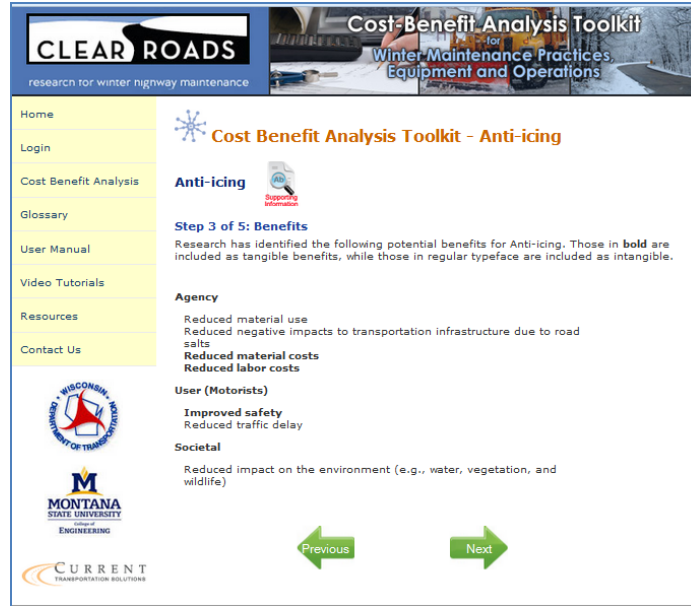 CLEAR ROADS
research for winter highway maintenance
Cost-Benefit Analysis Toolkit
-for-
Winter Maintenance Practices,
Equipment and Operations
Home
Login
Cost Benefit Analysis
Glossary
User Manual
Video Tutorials
Resources
Contact Us
WISCONSIN
DEPARTMENT OF TRANSPORTATION
M
MONTANA
STATE UNIVERSITY
College of
ENGINEERING
CURRENT
TRANSPORTATION SOLUTIONS
Cost Benefit Analysis Toolkit - Anti-icing
Anti-icing
Supporting
Information
Step 3 of 5: Benefits
Research has identified the following potential benefits for Anti-icing. Those in bold are
included as tangible benefits, while those in regular typeface are included as intangible.
Agency
Reduced material use
Reduced negative impacts to transportation infrastructure due to road
salts
Reduced material costs
Reduced labor costs
User (Motorists)
Improved safety
Reduced traffic delay
Societal
Reduced impact on the environment (e.g., water, vegetation, and
wildlife)
Previous
Next